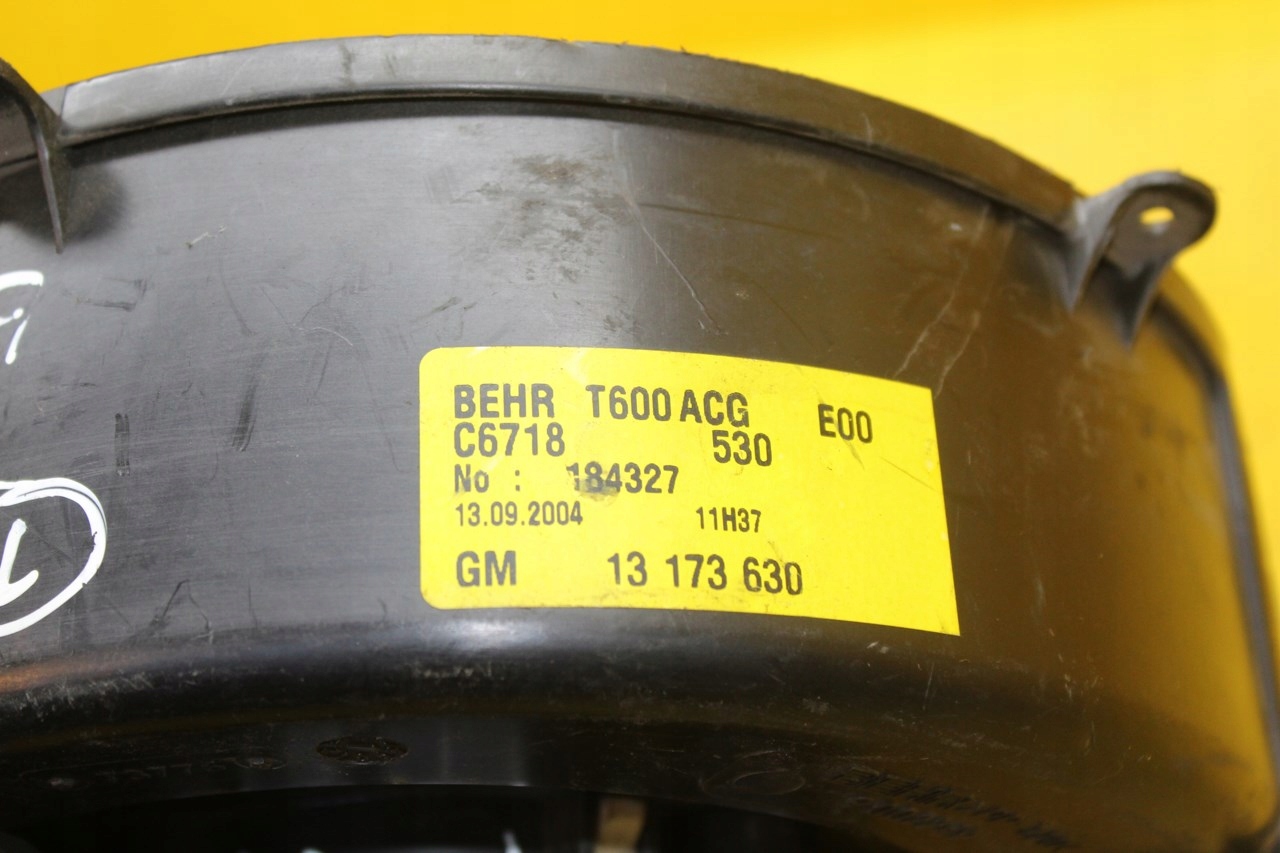 BEHR T600 ACG E00
C6718 530
No : 184327
13.09.2004 11H37
GM 13 173 630